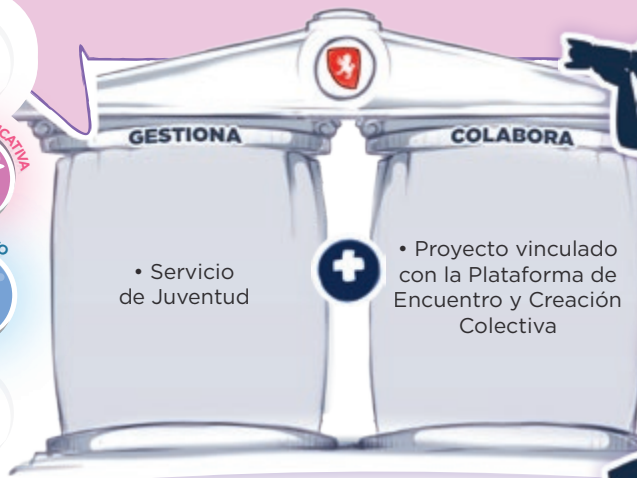 GESTIONA
COLABORA
• Servicio
de Juventud
• Proyecto vinculado
con la Plataforma de
Encuentro y Creación
Colectiva